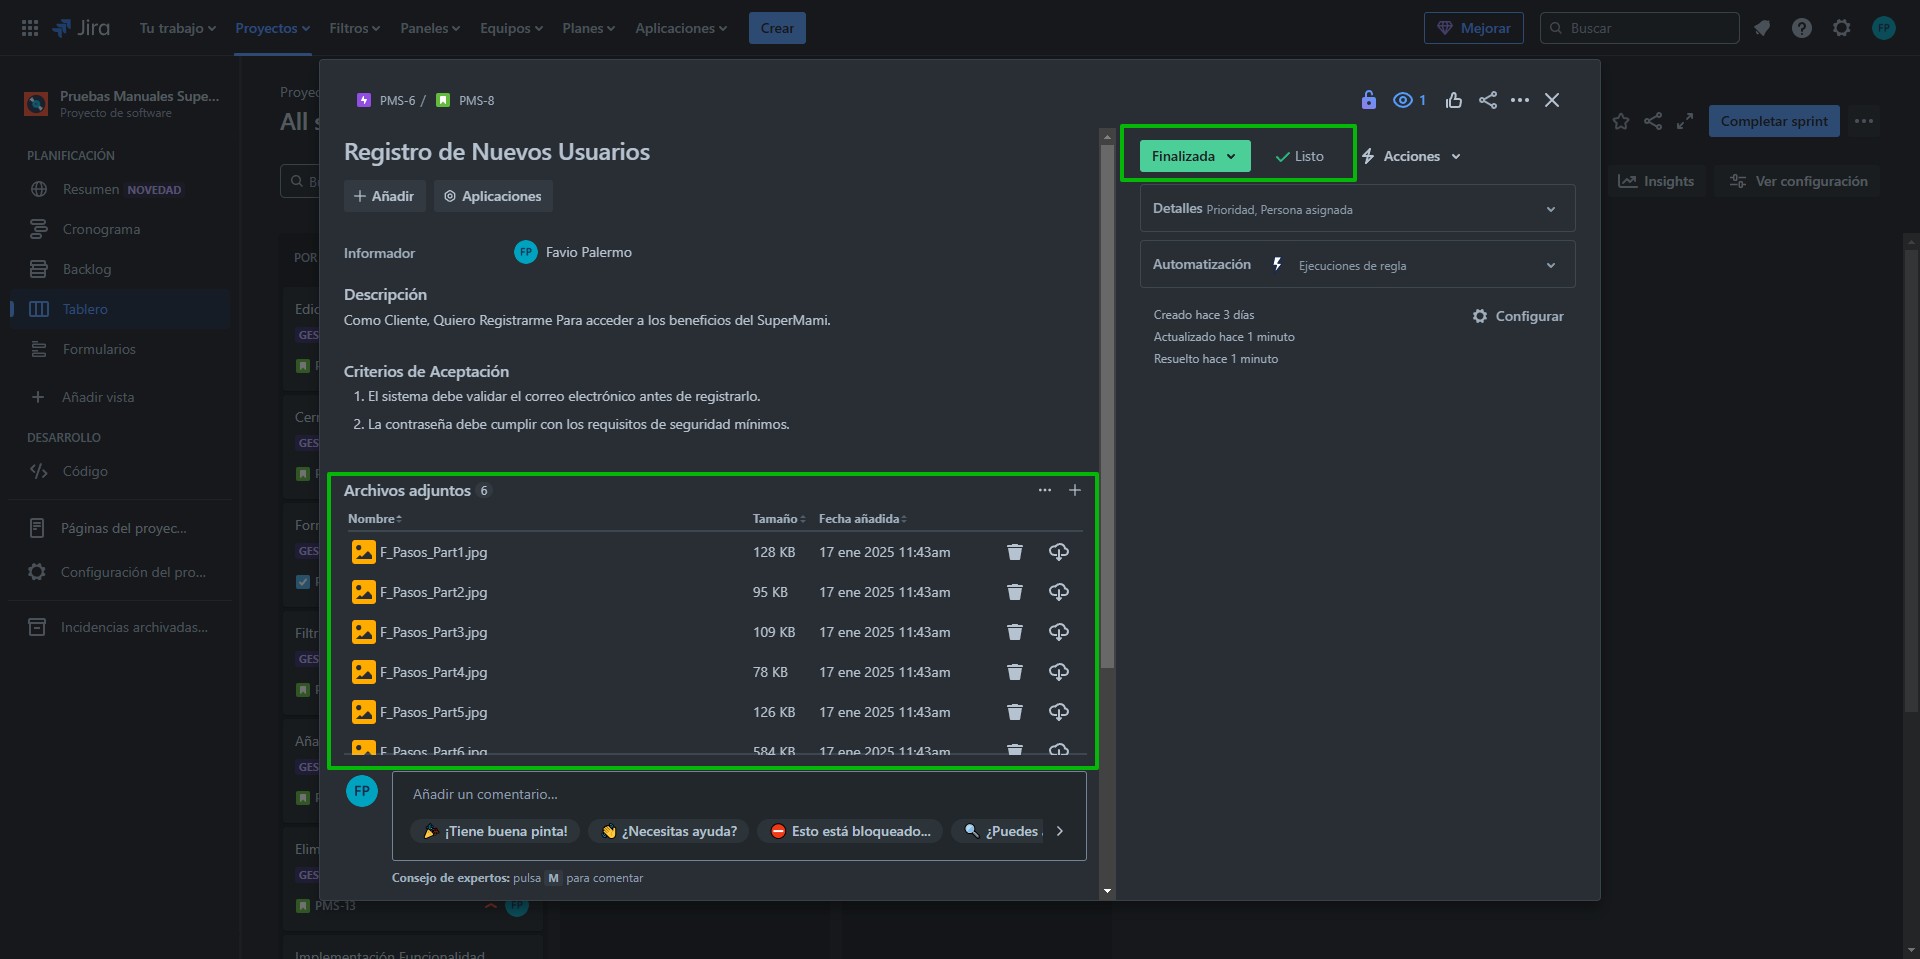 Jira
Tu trabajo
Proyectos
Filtros
Paneles
Equipos
Planes
Aplicaciones
Crear
Mejorar
Buscar
FP
Pruebas Manuales Supe...
Proyecto de software
PLANIFICACIÓN
Resumen NOVEDAD
Cronograma
Backlog
Tablero
Formularios
Añadir vista
DESARROLLO
Código
Páginas del proyec...
Configuración del pro...
Incidencias archivadas...
Proyec
All s
POR
Edic
GES
Cerr
GES
Forr
GES
Filtr
GES
Aña
GES
Elim
GES
PMS-13
FP
Implementación Funcionalidad
Completar sprint
Insights
Ver configuración
PMS-6 / PMS-8
1
Registro de Nuevos Usuarios
Añadir
Aplicaciones
Informador
FP Favio Palermo
Descripción
Como Cliente, Quiero Registrarme Para acceder a los beneficios del SuperMami.
Criterios de Aceptación
1. El sistema debe validar el correo electrónico antes de registrarlo.
2. La contraseña debe cumplir con los requisitos de seguridad mínimos.
Archivos adjuntos 6
Nombre Tamaño Fecha añadida
F_Pasos_Part1.jpg 128 KB 17 ene 2025 11:43am
F_Pasos_Part2.jpg 95 KB 17 ene 2025 11:43am
F_Pasos_Part3.jpg 109 KB 17 ene 2025 11:43am
F_Pasos_Part4.jpg 78 KB 17 ene 2025 11:43am
F_Pasos_Part5.jpg 126 KB 17 ene 2025 11:43am
F_Pasos_Part6.jpg 584 KB 17 ene 2025 11:43am
FP
Añadir un comentario...
¡Tiene buena pinta!
¿Necesitas ayuda?
Esto está bloqueado...
¿Puedes
Consejo de expertos: pulsa M para comentar
Finalizada
Listo
Acciones
Detalles Prioridad, Persona asignada
Automatización Ejecuciones de regla
Creado hace 3 días
Actualizado hace 1 minuto
Resuelto hace 1 minuto
Configurar